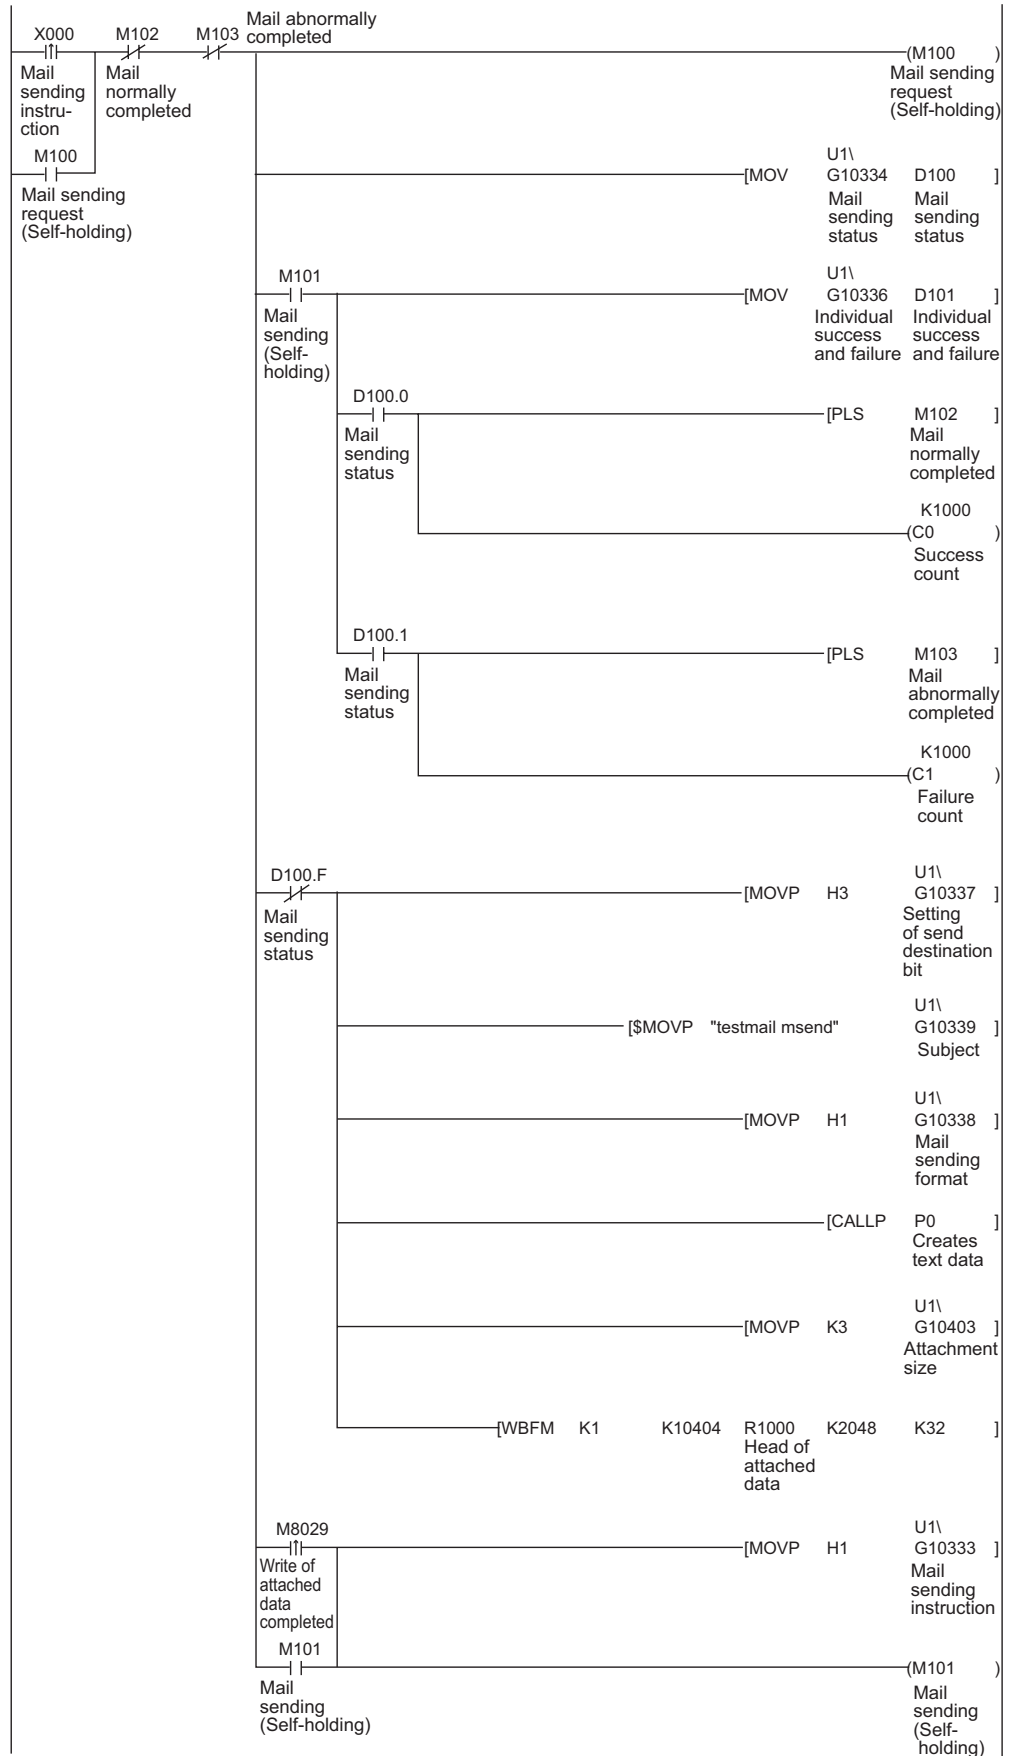 Mail abnormally
completed
X000 M102 M103
(M100 )
Mail
sending
instru-
ction
Mail
normally
completed
Mail sending
request
(Self-holding)
M100
Mail sending
request
(Self-holding)
U1\
[MOV G10334 D100 ]
Mail
sending
status
Mail
sending
status
M101
Mail
sending
(Self-
holding)
U1\
[MOV G10336 D101 ]
Individual
success
and failure
Individual
success
and failure
D100.0
Mail
sending
status
[PLS M102 ]
Mail
normally
completed
K1000
(C0 )
Success
count
D100.1
Mail
sending
status
[PLS M103 ]
Mail
abnormally
completed
K1000
(C1 )
Failure
count
D100.F
Mail
sending
status
U1\
[MOVP H3 G10337 ]
Setting
of send
destination
bit
U1\
[$MOVP "testmail msend" G10339 ]
Subject
U1\
[MOVP H1 G10338 ]
Mail
sending
format
[CALLP P0 ]
Creates
text data
U1\
[MOVP K3 G10403 ]
Attachment
size
[WBFM K1 K10404 R1000 K2048 K32 ]
Head of
attached
data
M8029
Write of
attached
data
completed
U1\
[MOVP H1 G10333 ]
Mail
sending
instruction
M101
Mail
sending
(Self-holding)
(M101 )
Mail
sending
(Self-
holding)